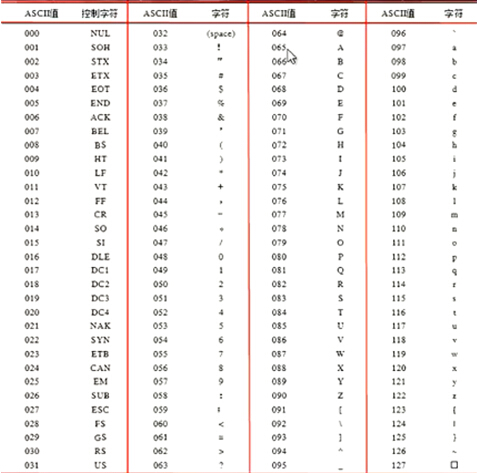 ASCII值 控制字符 ASCII值 字符 ASCII值 字符 ASCII值 字符
000 NUL 032 (space) 064 @ 096 `
001 SOH 033 ! 065 A 097 a
002 STX 034 " 066 B 098 b
003 ETX 035 # 067 C 099 c
004 EOT 036 $ 068 D 100 d
005 END 037 % 069 E 101 e
006 ACK 038 & 070 F 102 f
007 BEL 039 ' 071 G 103 g
008 BS 040 ( 072 H 104 h
009 HT 041 ) 073 I 105 i
010 LF 042 * 074 J 106 j
011 VT 043 + 075 K 107 k
012 FF 044 , 076 L 108 l
013 CR 045 - 077 M 109 m
014 SO 046 。 078 N 110 n
015 SI 047 / 079 O 111 o
016 DLE 048 0 080 P 112 p
017 DC1 049 1 081 Q 113 q
018 DC2 050 2 082 R 114 r
019 DC3 051 3 083 S 115 s
020 DC4 052 4 084 T 116 t
021 NAK 053 5 085 U 117 u
022 SYN 054 6 086 V 118 v
023 ETB 055 7 087 W 119 w
024 CAN 056 8 088 X 120 x
025 EM 057 9 089 Y 121 y
026 SUB 058 : 090 Z 122 z
027 ESC 059 ; 091 [ 123 {
028 FS 060 < 092 \ 124 |
029 GS 061 = 093 ] 125 }
030 RS 062 > 094 ^ 126 ~
031 US 063 ? 095 _ 127 □